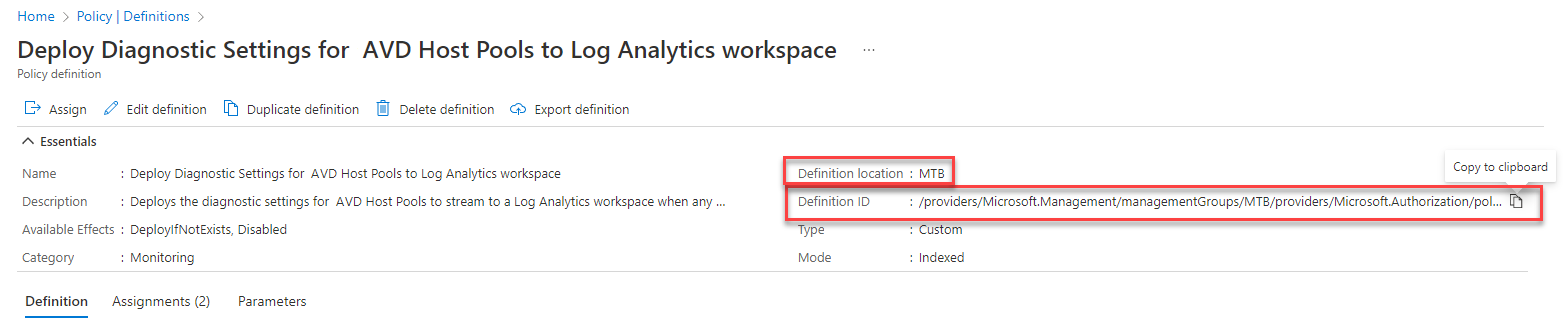 Home > Policy | Definitions >
Deploy Diagnostic Settings for  AVD Host Pools to Log Analytics workspace ...
Policy definition
Assign Edit definition Duplicate definition Delete definition Export definition
Essentials
Copy to clipboard
Name : Deploy Diagnostic Settings for  AVD Host Pools to Log Analytics workspace
Definition location : MTB
Description : Deploys the diagnostic settings for  AVD Host Pools to stream to a Log Analytics workspace when any ...
Definition ID : /providers/Microsoft.Management/managementGroups/MTB/providers/Microsoft.Authorization/pol...
Available Effects : DeployIfNotExists, Disabled
Type : Custom
Category : Monitoring
Mode : Indexed
Definition Assignments (2) Parameters